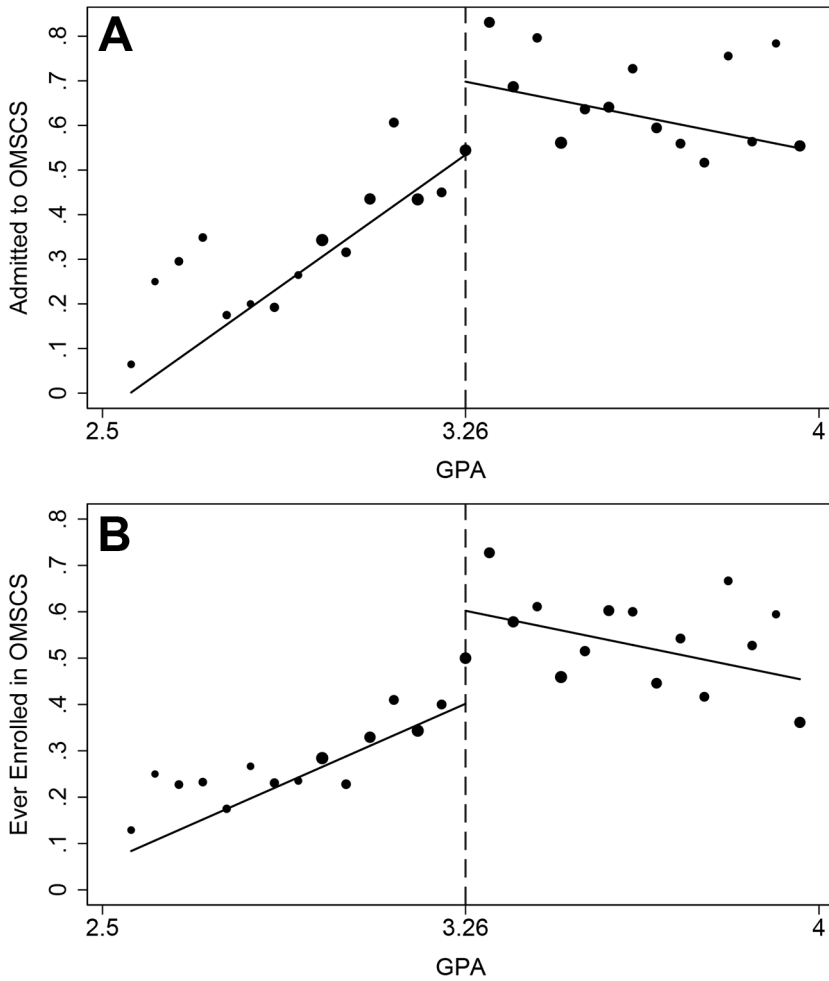 A
Admitted to OMSCS
.8
.7
.6
.5
.4
.3
.2
.1
0
2.5 3.26 4
GPA
B
Ever Enrolled in OMSCS
.8
.7
.6
.5
.4
.3
.2
.1
0
2.5 3.26 4
GPA